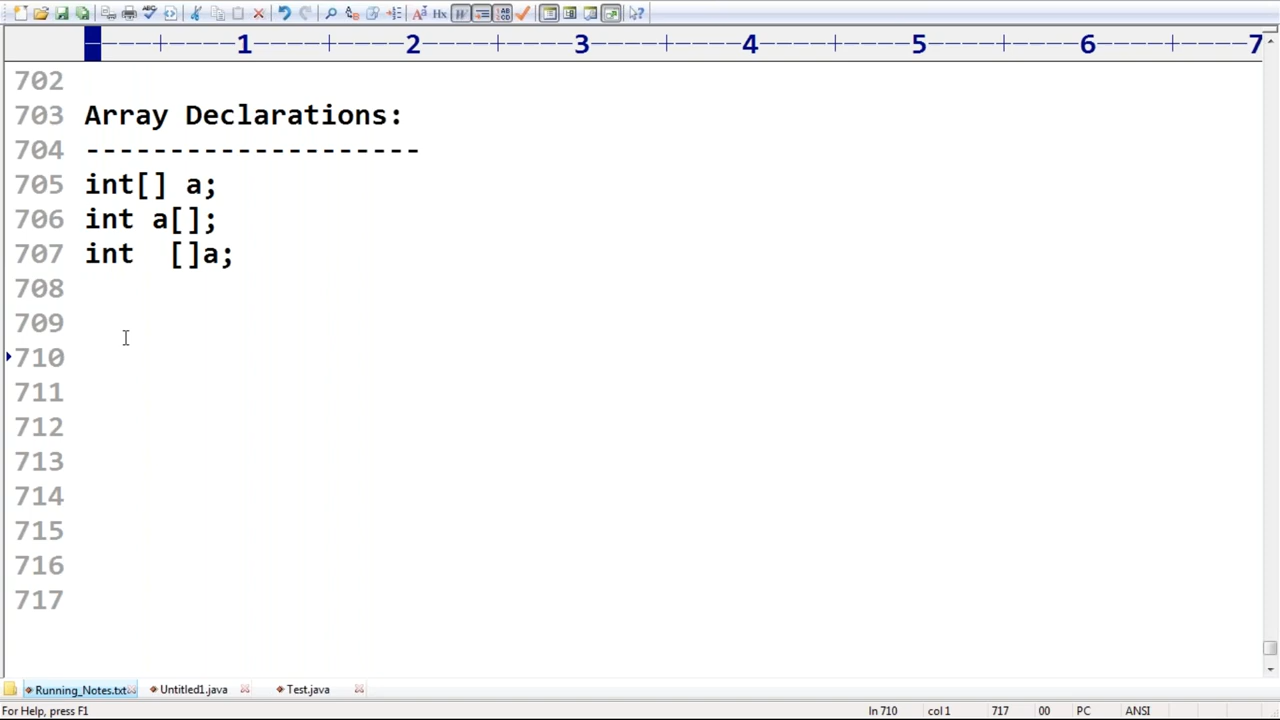 ----+----1----+----2----+----3----+----4----+----5----+----6----+----7
702
703 Array Declarations:
704 --------------------
705 int[] a;
706 int a[];
707 int  []a;
708
709
710
711
712
713
714
715
716
717
Running_Notes.txt Untitled1.java Test.java
For Help, press F1 ln 710 col 1 717 00 PC ANSI